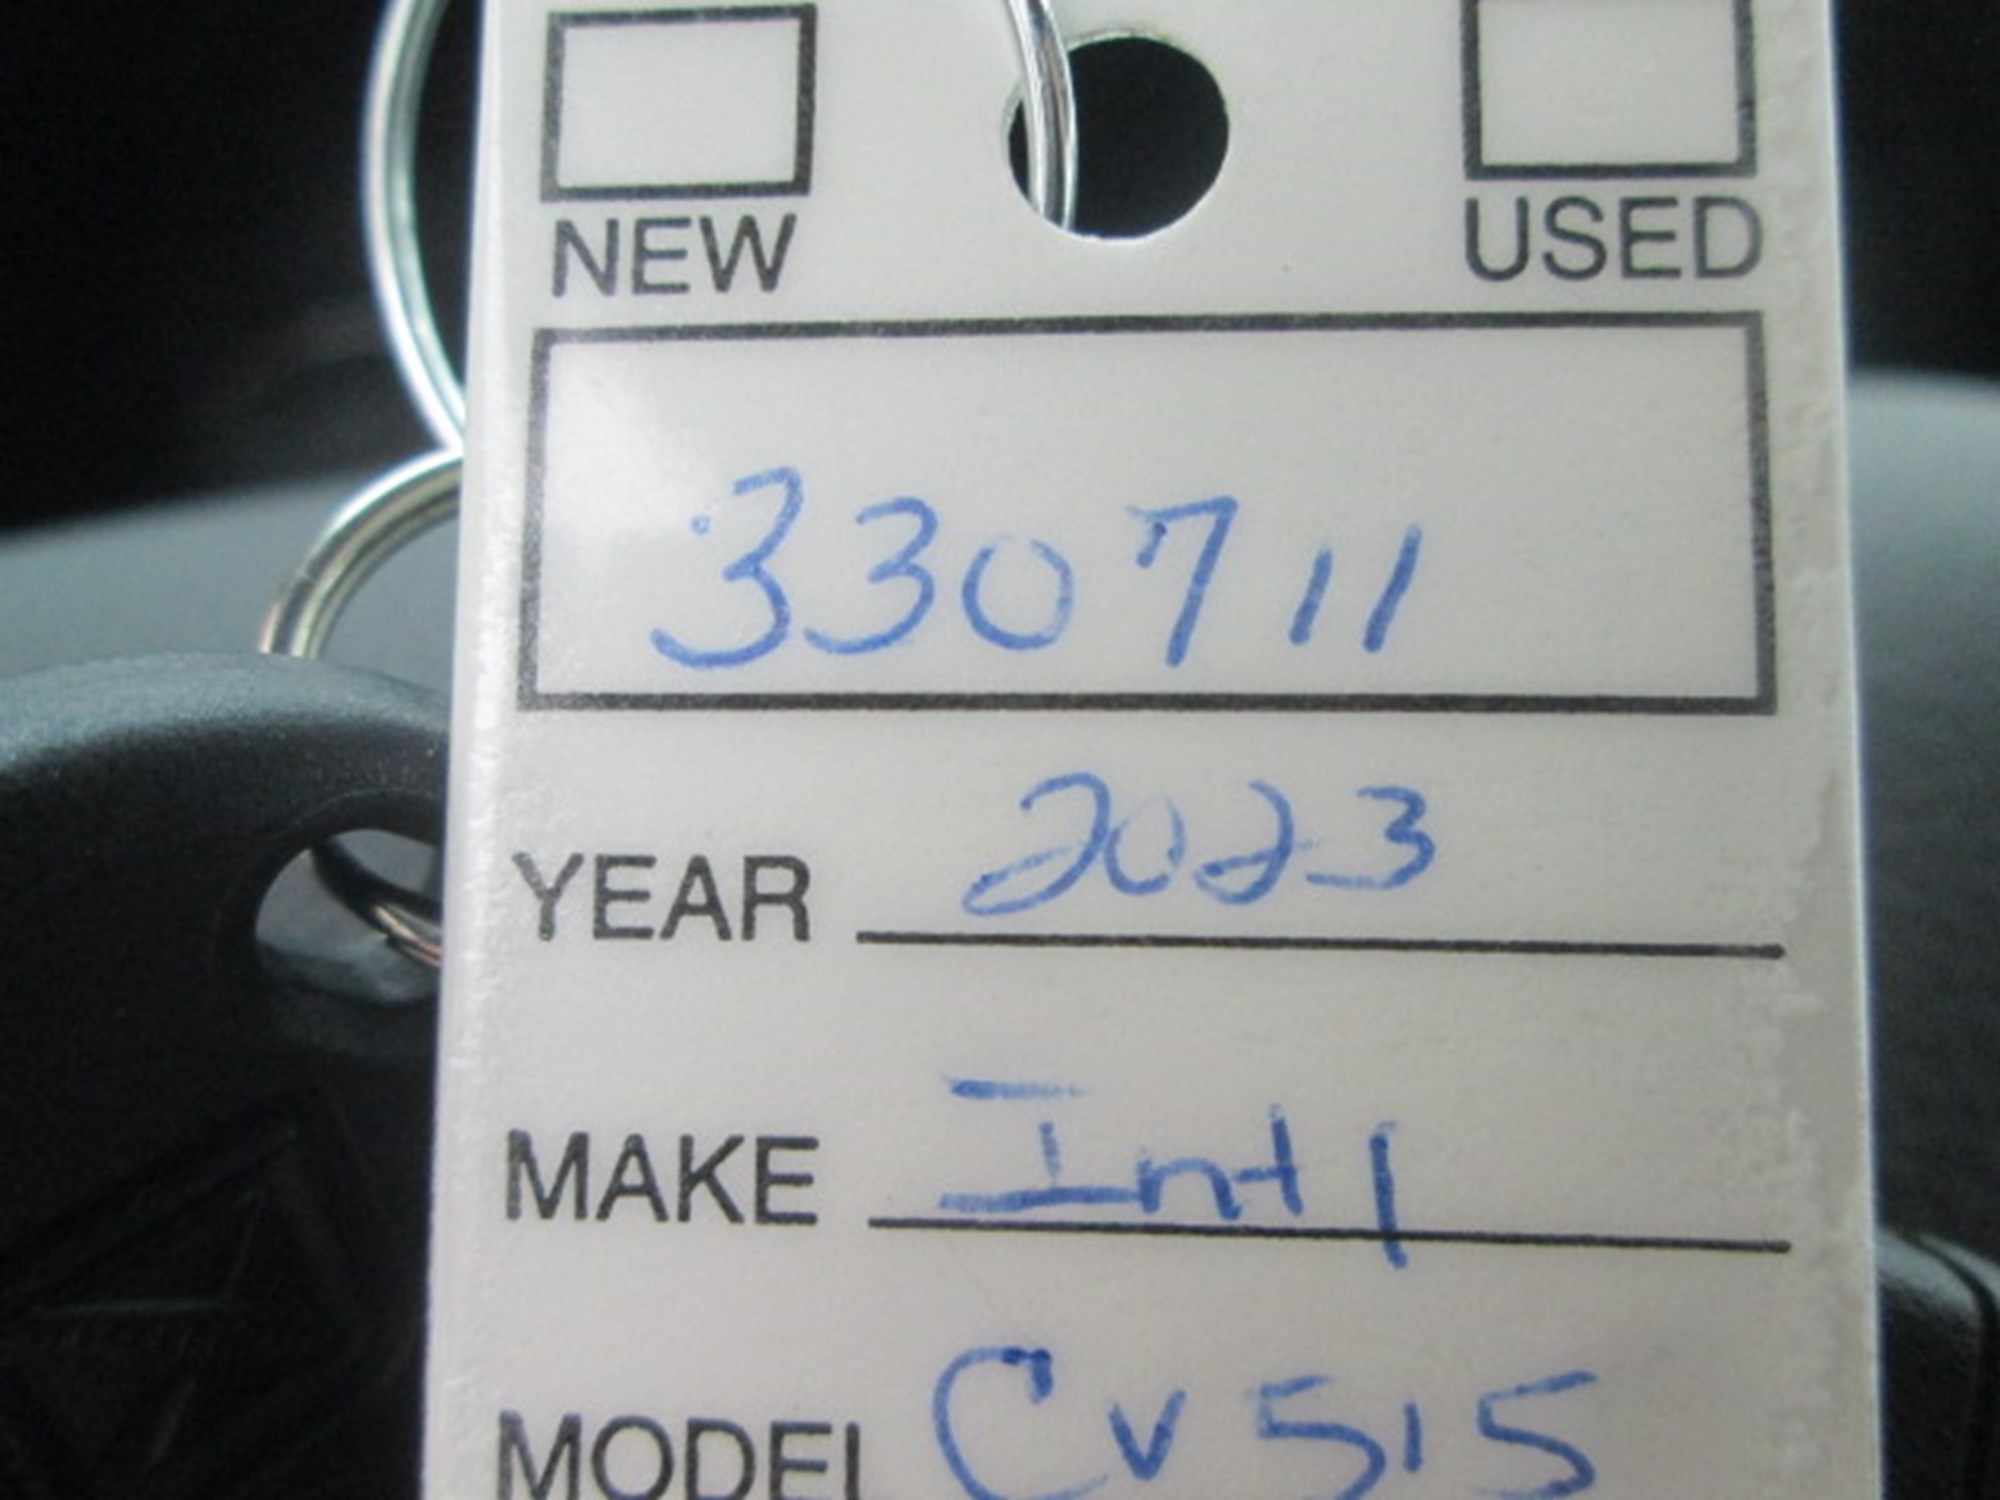 NEW USED
330711
YEAR 2023
MAKE Intl
MODEL CV515